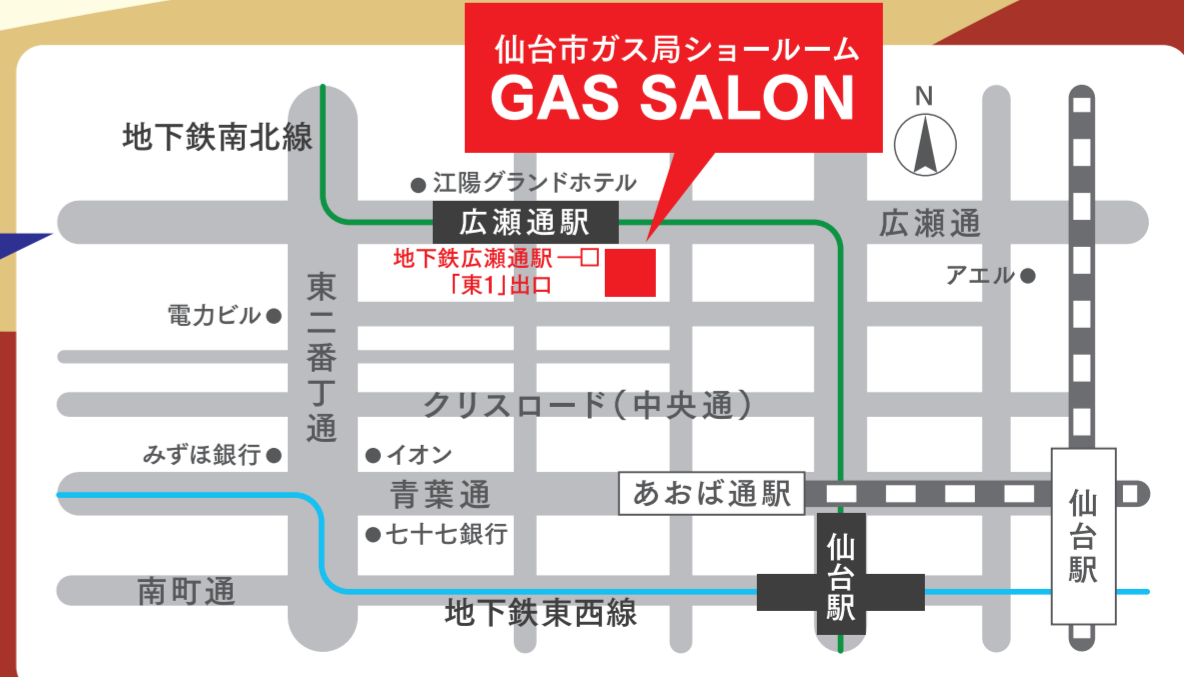 仙台市ガス局ショールーム
GAS SALON
N
地下鉄南北線
江陽グランドホテル
広瀬通駅
広瀬通
地下鉄広瀬通駅
「東1」出口
アエル
東二番丁通
電力ビル
クリスロード(中央通)
みずほ銀行
イオン
青葉通
あおば通駅
仙台駅
七十七銀行
仙台駅
南町通
地下鉄東西線